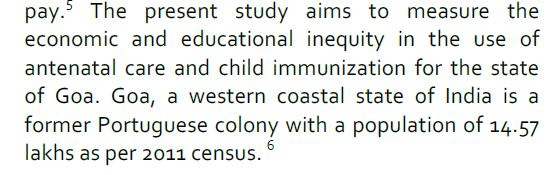 pay.⁵ The present study aims to measure the
economic and educational inequity in the use of
antenatal care and child immunization for the state
of Goa. Goa, a western coastal state of India is a
former Portuguese colony with a population of 14.57
lakhs as per 2011 census. ⁶